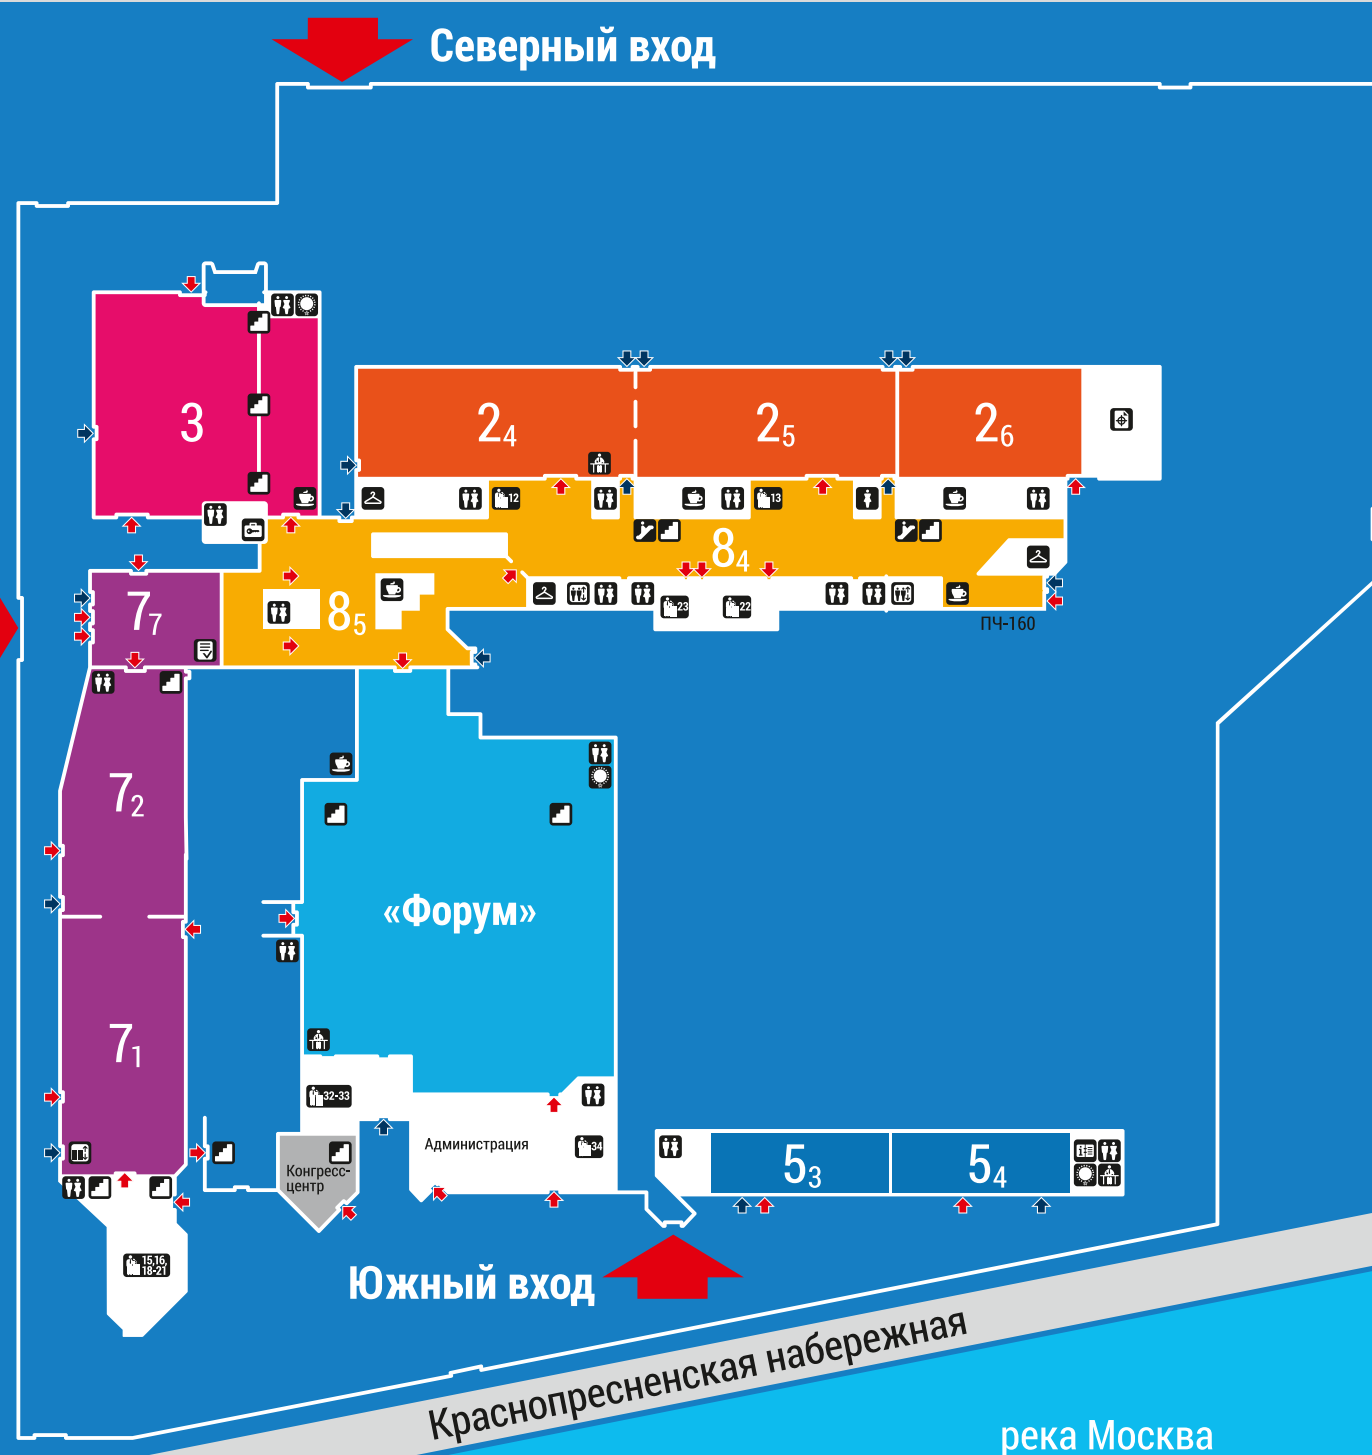 Северный вход
3
2₄
2₅
2₆
12
13
8₄
7₇
8₅
23
22
ПЧ-160
7₂
«Форум»
7₁
32-33
Администрация
34
Конгресс-
центр
5₃
5₄
15,16,
18-21
Южный вход
Краснопресненская набережная
река Москва